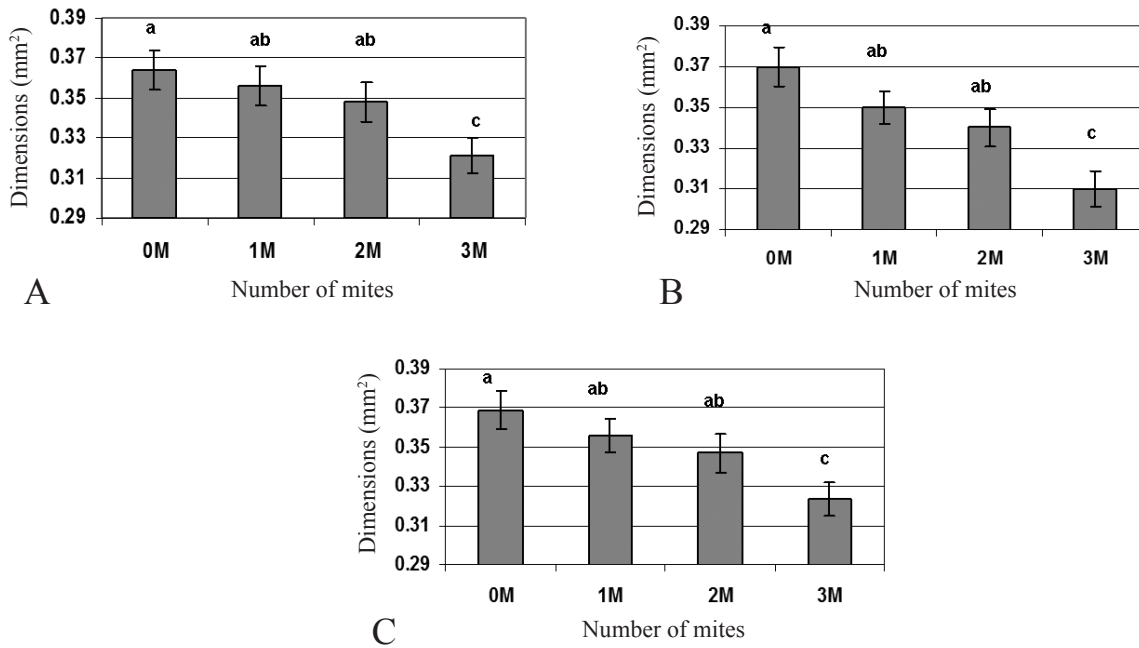 0.39
0.37
0.35
0.33
0.31
0.29
Dimensions (mm²)
a ab ab c
0M 1M 2M 3M
Number of mites
A
0.39
0.37
0.35
0.33
0.31
0.29
Dimensions (mm²)
a ab ab c
0M 1M 2M 3M
Number of mites
B
0.39
0.37
0.35
0.33
0.31
0.29
Dimensions (mm²)
a ab ab c
0M 1M 2M 3M
Number of mites
C